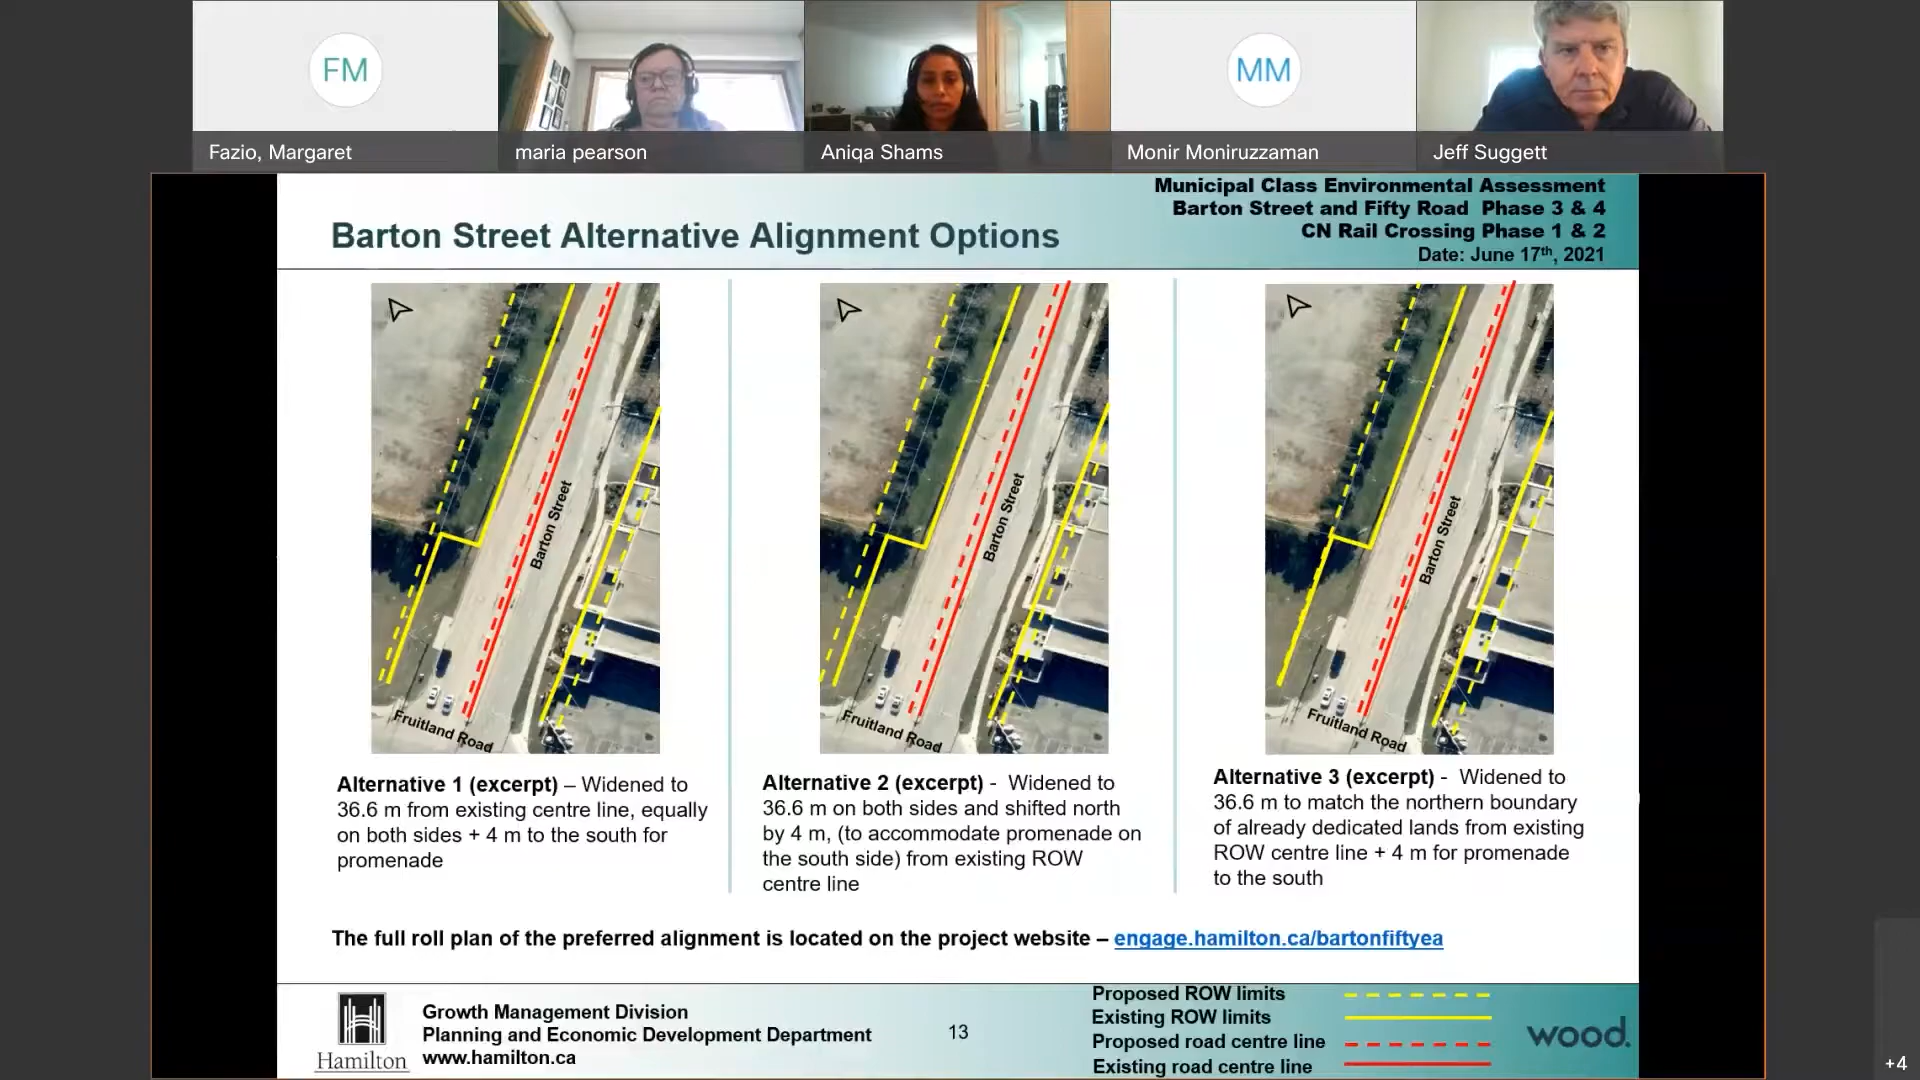 FM
MM
Fazio, Margaret
maria pearson
Aniqa Shams
Monir Moniruzzaman
Jeff Suggett
Municipal Class Environmental Assessment
Barton Street and Fifty Road Phase 3 & 4
CN Rail Crossing Phase 1 & 2
Date: June 17th, 2021
Barton Street Alternative Alignment Options
Barton Street
Fruitland Road
Barton Street
Fruitland Road
Barton Street
Fruitland Road
Alternative 1 (excerpt) – Widened to
36.6 m from existing centre line, equally
on both sides + 4 m to the south for
promenade
Alternative 2 (excerpt) - Widened to
36.6 m on both sides and shifted north
by 4 m, (to accommodate promenade on
the south side) from existing ROW
centre line
Alternative 3 (excerpt) - Widened to
36.6 m to match the northern boundary
of already dedicated lands from existing
ROW centre line + 4 m for promenade
to the south
The full roll plan of the preferred alignment is located on the project website – engage.hamilton.ca/bartonfiftyea
Hamilton
Growth Management Division
Planning and Economic Development Department
www.hamilton.ca
13
Proposed ROW limits
Existing ROW limits
Proposed road centre line
Existing road centre line
wood.
+4